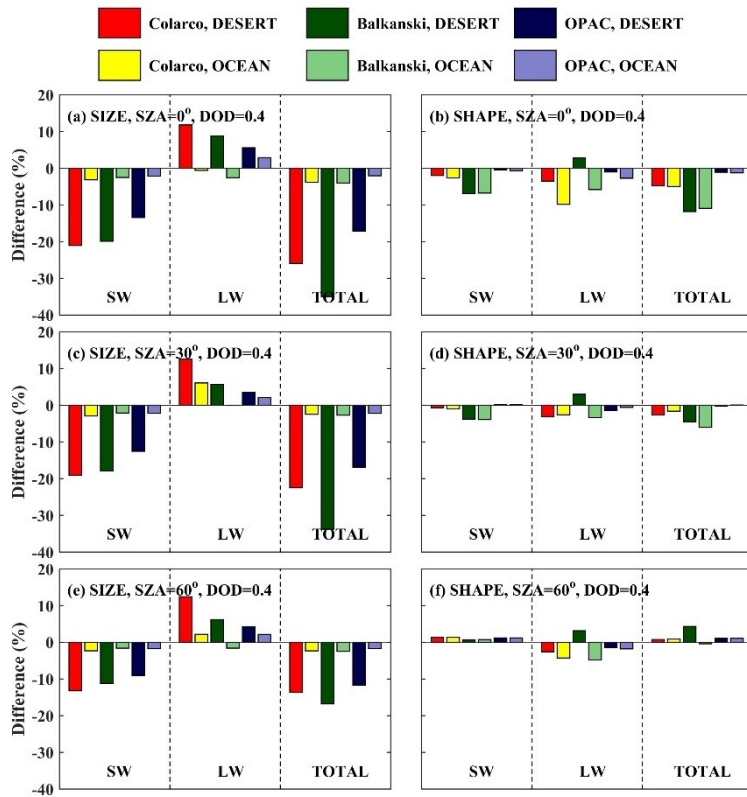 Colarco, DESERT Balkanski, DESERT OPAC, DESERT
Colarco, OCEAN Balkanski, OCEAN OPAC, OCEAN
(a) SIZE, SZA=0°, DOD=0.4
Difference (%)
20
10
0
-10
-20
-30
-40
SW LW TOTAL
(b) SHAPE, SZA=0°, DOD=0.4
SW LW TOTAL
(c) SIZE, SZA=30°, DOD=0.4
Difference (%)
20
10
0
-10
-20
-30
-40
SW LW TOTAL
(d) SHAPE, SZA=30°, DOD=0.4
SW LW TOTAL
(e) SIZE, SZA=60°, DOD=0.4
Difference (%)
20
10
0
-10
-20
-30
-40
SW LW TOTAL
(f) SHAPE, SZA=60°, DOD=0.4
SW LW TOTAL